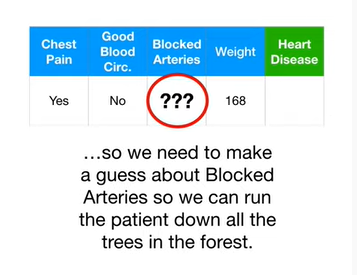 Chest Pain Good Blood Circ. Blocked Arteries Weight Heart Disease
Yes No ??? 168
…so we need to make
a guess about Blocked
Arteries so we can run
the patient down all the
trees in the forest.